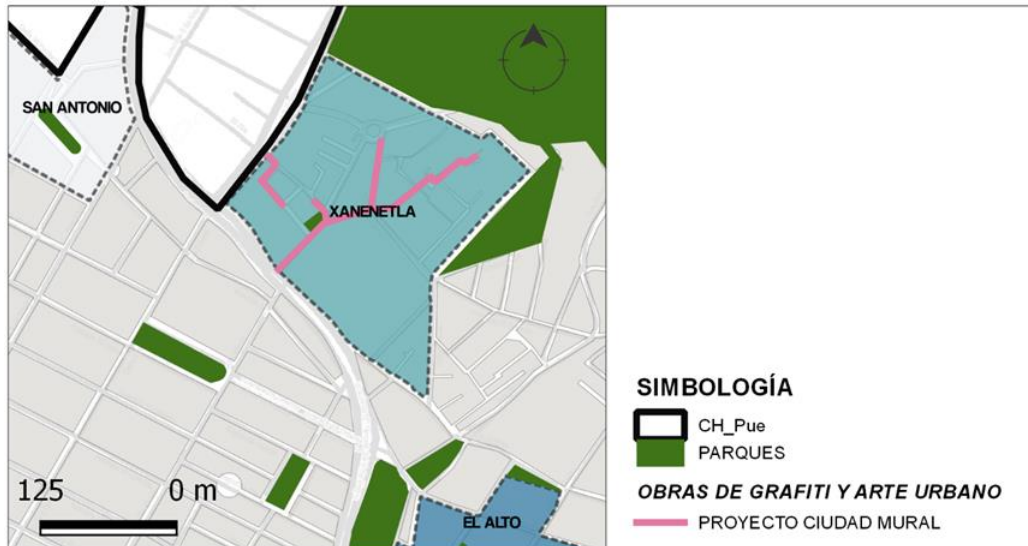 SAN ANTONIO
XANENETLA
EL ALTO
125 0 m
SIMBOLOGÍA
CH_Pue
PARQUES
OBRAS DE GRAFITI Y ARTE URBANO
PROYECTO CIUDAD MURAL